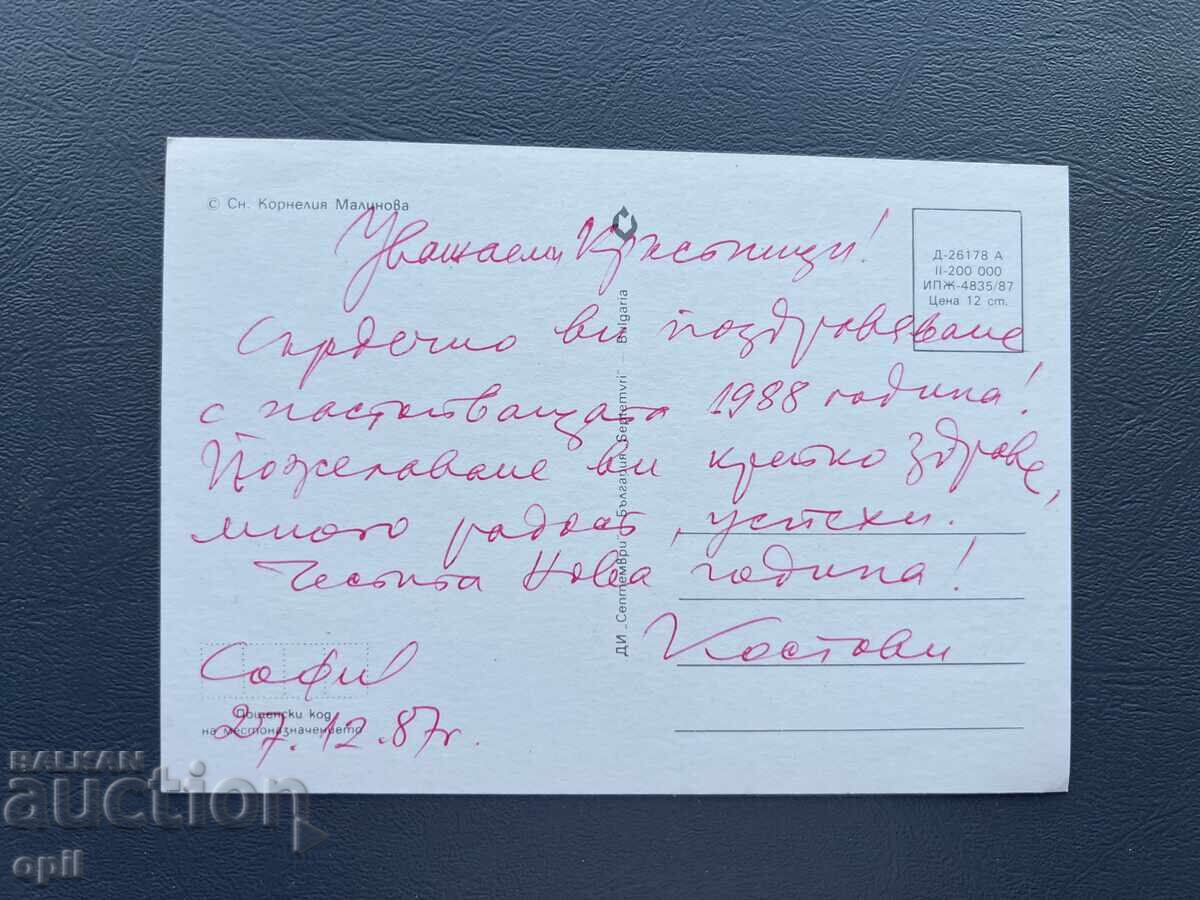 © Сн. Корнелия Малинова
Д-26178 А
II-200 000
ИПЖ-4835/87
Цена 12 ст.
Уважаеми Кръстници!
Сърдечно ви поздравяваме
с настъпващата 1988 година!
Пожелаваме ви крепко здраве,
много радост, успехи.
Честита Нова година!
Костови
София
27.12.87г.
Пощенски код
на местоназначението
ДИ „Септември" — България „Septemvri" — Bulgaria
BALKAN
auction
opil